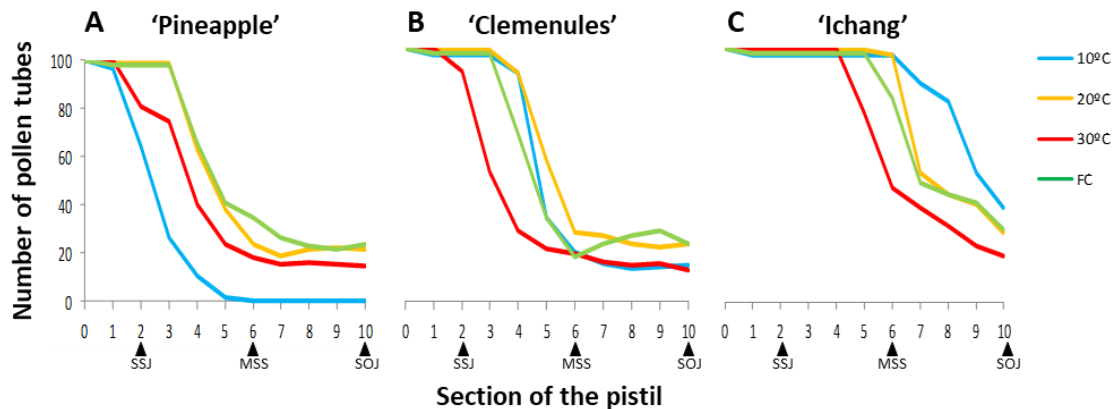 A 'Pineapple'
B 'Clemenules'
C 'Ichang'
Number of pollen tubes
100
80
60
40
20
0
0 1 2 3 4 5 6 7 8 9 10
SSJ MSS SOJ
0 1 2 3 4 5 6 7 8 9 10
SSJ MSS SOJ
0 1 2 3 4 5 6 7 8 9 10
SSJ MSS SOJ
Section of the pistil
10ºC
20ºC
30ºC
FC